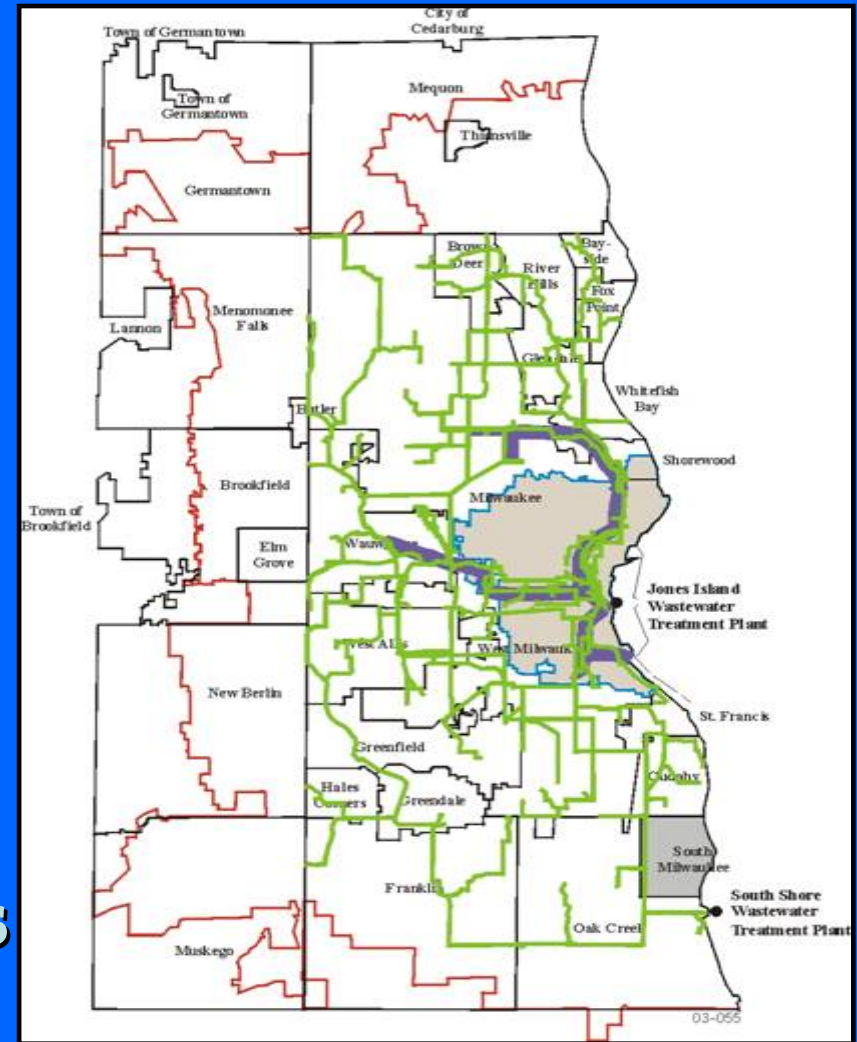 City of
Cedarburg
Town of Germantown
Mequon
Town of
Germantown
Thiensville
Germantown
Brown
Deer
Bay-
side
River
Hills
Fox
Point
Menomonee
Falls
Lannon
Glendale
Whitefish
Bay
Butler
Shorewood
Brookfield
Milwaukee
Town of
Brookfield
Elm
Grove
Jones Island
Wastewater
Treatment Plant
West Allis
West Milwaukee
New Berlin
St. Francis
Greenfield
Cudahy
Hales
Corners
Greendale
South
Milwaukee
Franklin
South Shore
Wastewater
Treatment Plant
Oak Creek
Muskego
03-055
s